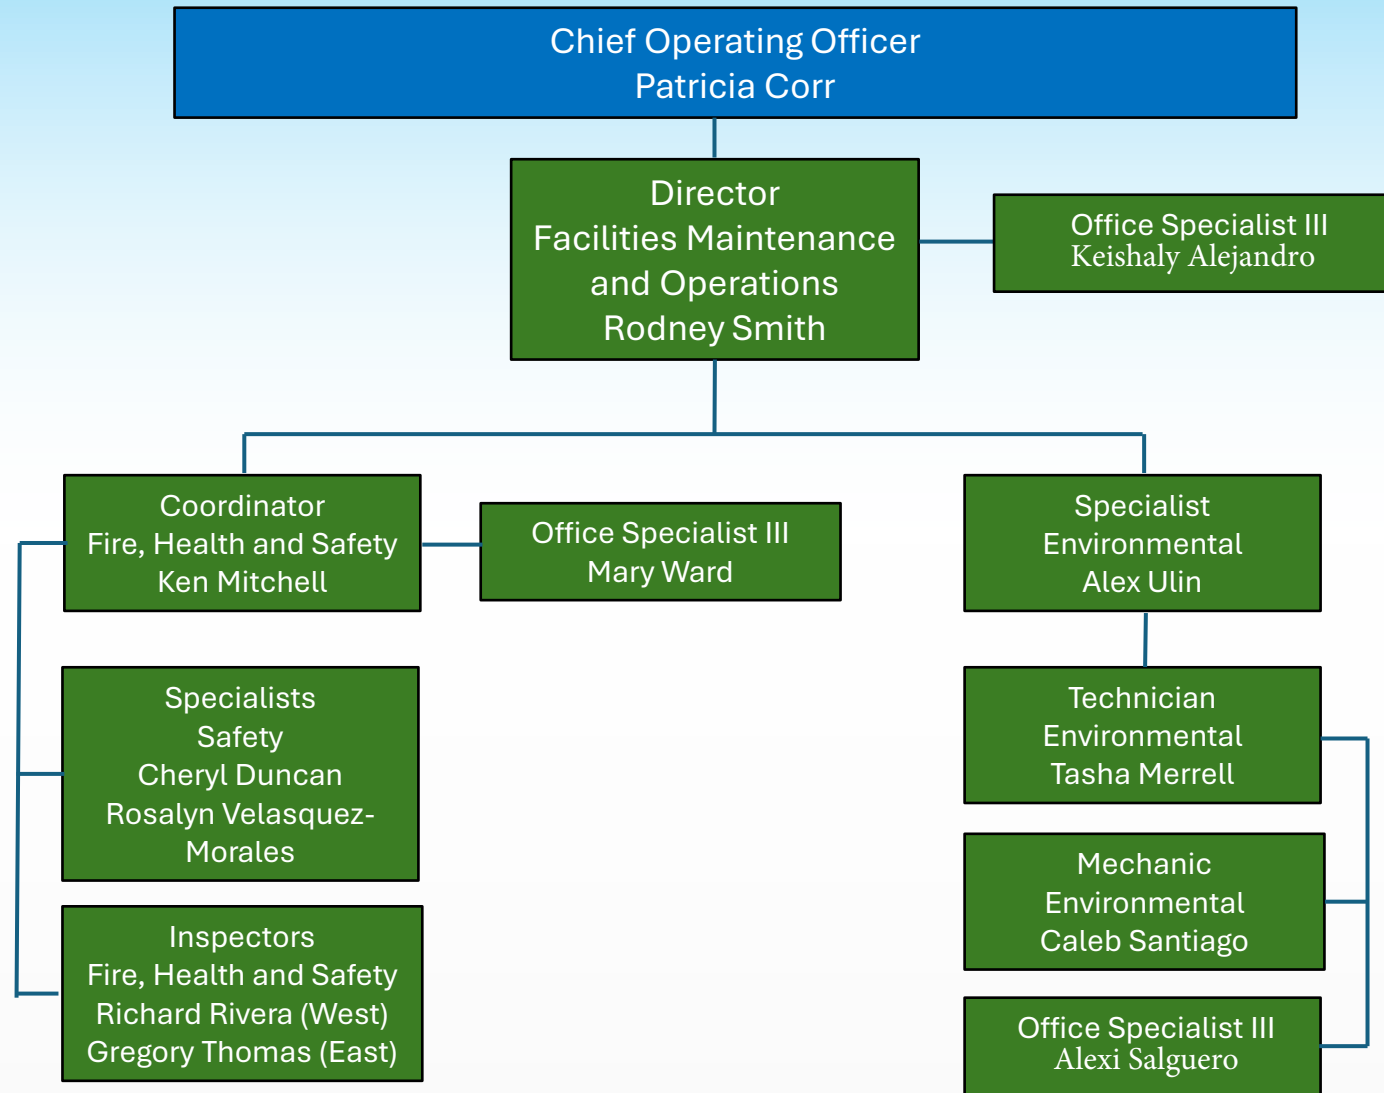 Chief Operating Officer
Patricia Corr
Director
Facilities Maintenance
and Operations
Rodney Smith
Office Specialist III
Keishaly Alejandro
Coordinator
Fire, Health and Safety
Ken Mitchell
Office Specialist III
Mary Ward
Specialist
Environmental
Alex Ulin
Specialists
Safety
Cheryl Duncan
Rosalyn Velasquez-
Morales
Technician
Environmental
Tasha Merrell
Mechanic
Environmental
Caleb Santiago
Inspectors
Fire, Health and Safety
Richard Rivera (West)
Gregory Thomas (East)
Office Specialist III
Alexi Salguero